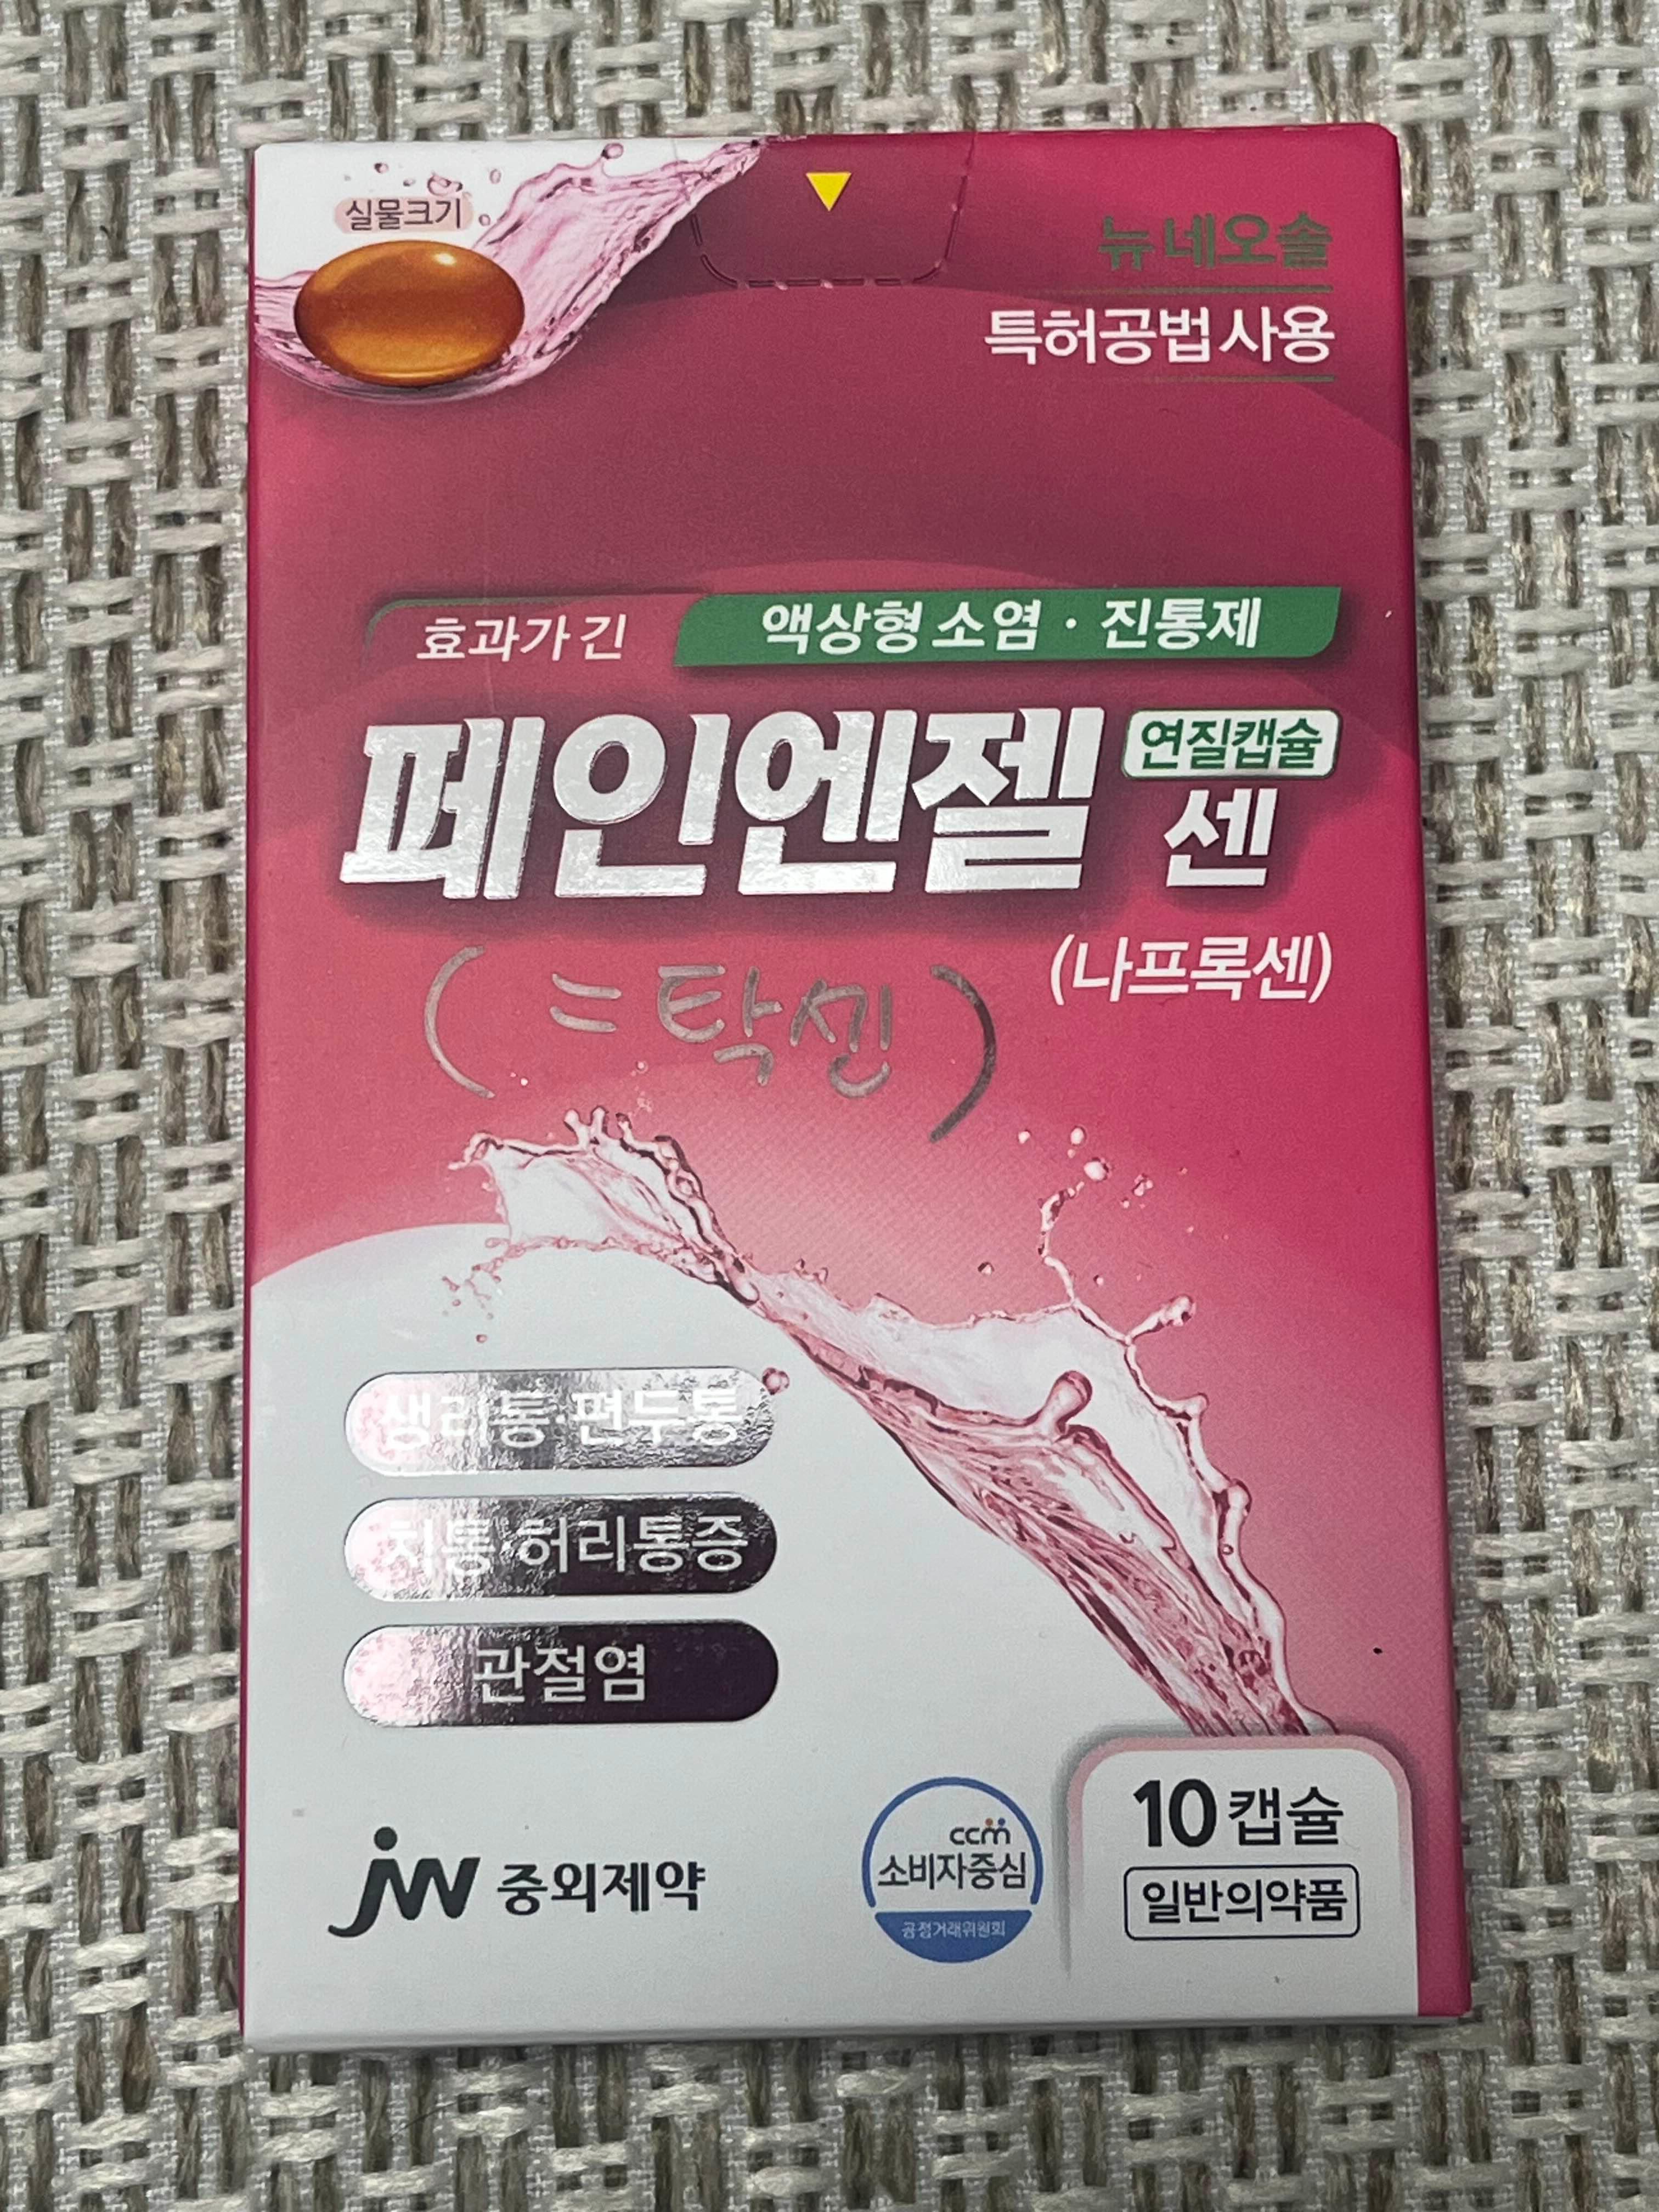 실물크기
뉴 네오솔
특허공법 사용
효과가 긴 액상형 소염 · 진통제
페인엔젤 연질캡슐
센
(나프록센)
( = 탁센 )
생리통·편두통
치통·허리통증
관절염
jw 중외제약
ccm
소비자중심
공정거래위원회
10 캡슐
일반의약품